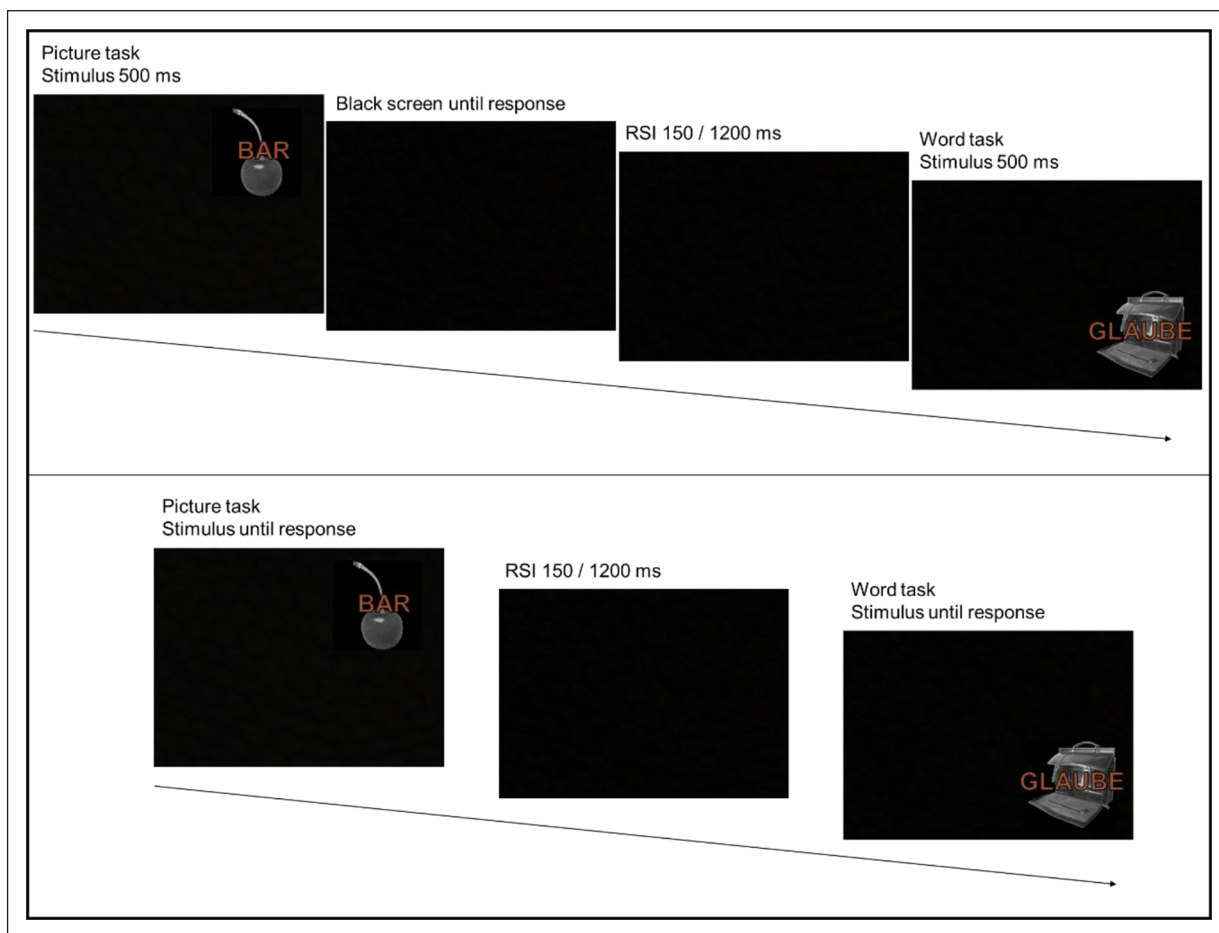 Picture task
Stimulus 500 ms
BAR
Black screen until response
RSI 150 / 1200 ms
Word task
Stimulus 500 ms
GLAUBE
Picture task
Stimulus until response
BAR
RSI 150 / 1200 ms
Word task
Stimulus until response
GLAUBE